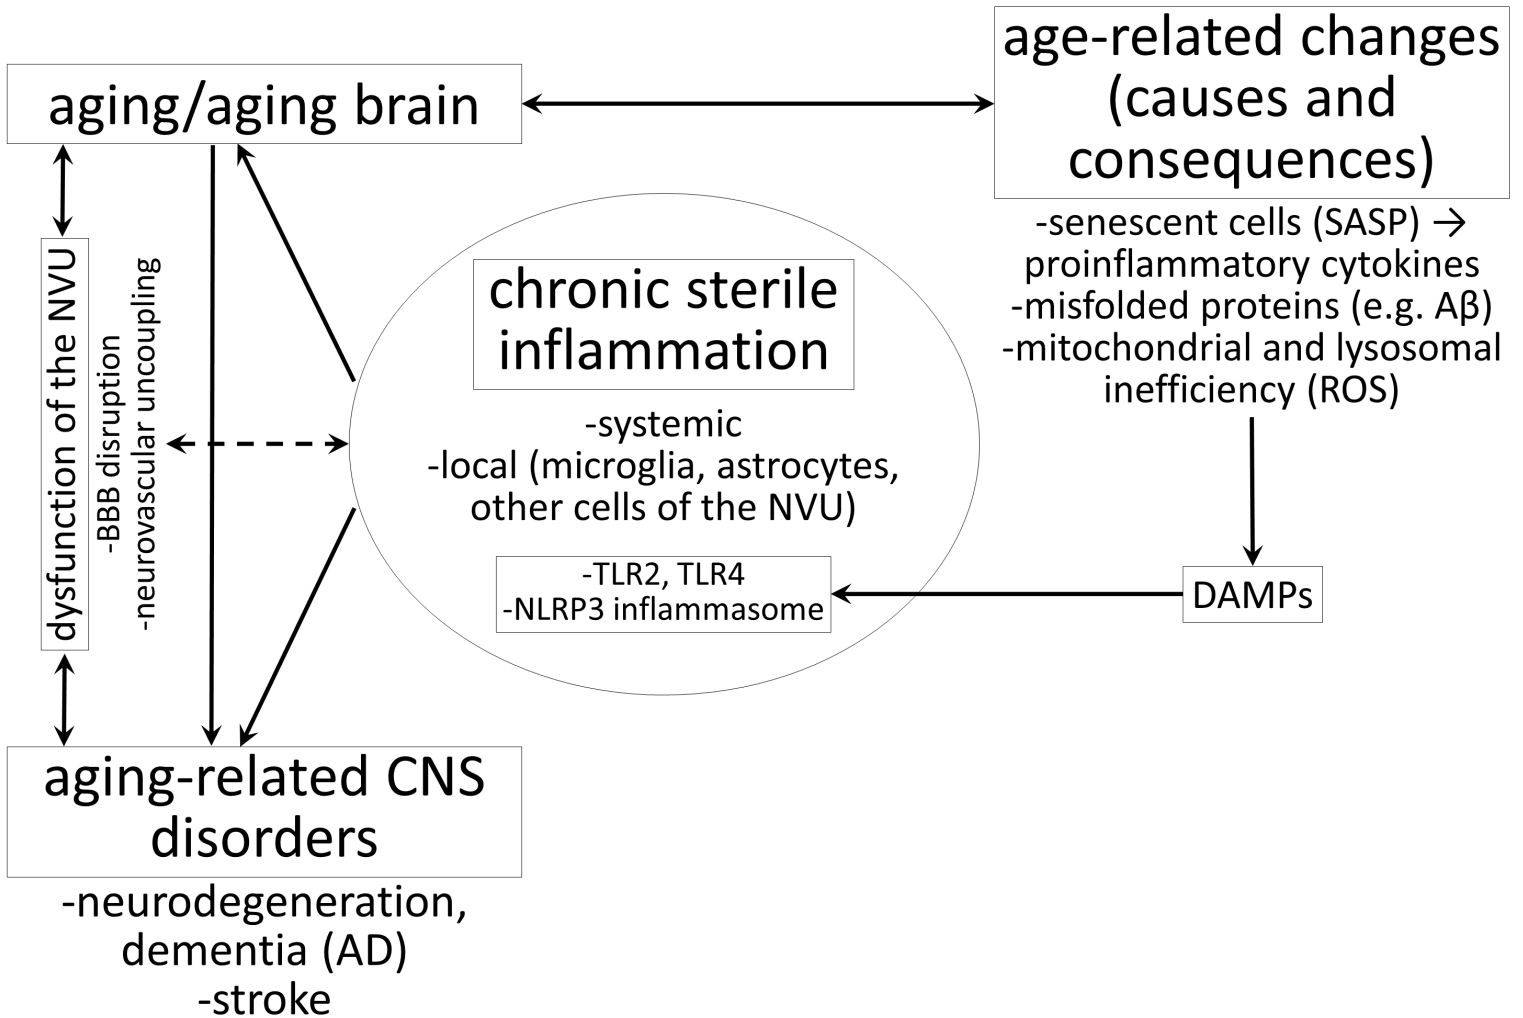 aging/aging brain
age-related changes
(causes and
consequences)
-senescent cells (SASP) →
proinflammatory cytokines
-misfolded proteins (e.g. Aβ)
-mitochondrial and lysosomal
inefficiency (ROS)
dysfunction of the NVU
-BBB disruption
-neurovascular uncoupling
chronic sterile
inflammation
-systemic
-local (microglia, astrocytes,
other cells of the NVU)
-TLR2, TLR4
-NLRP3 inflammasome
DAMPs
aging-related CNS
disorders
-neurodegeneration,
dementia (AD)
-stroke